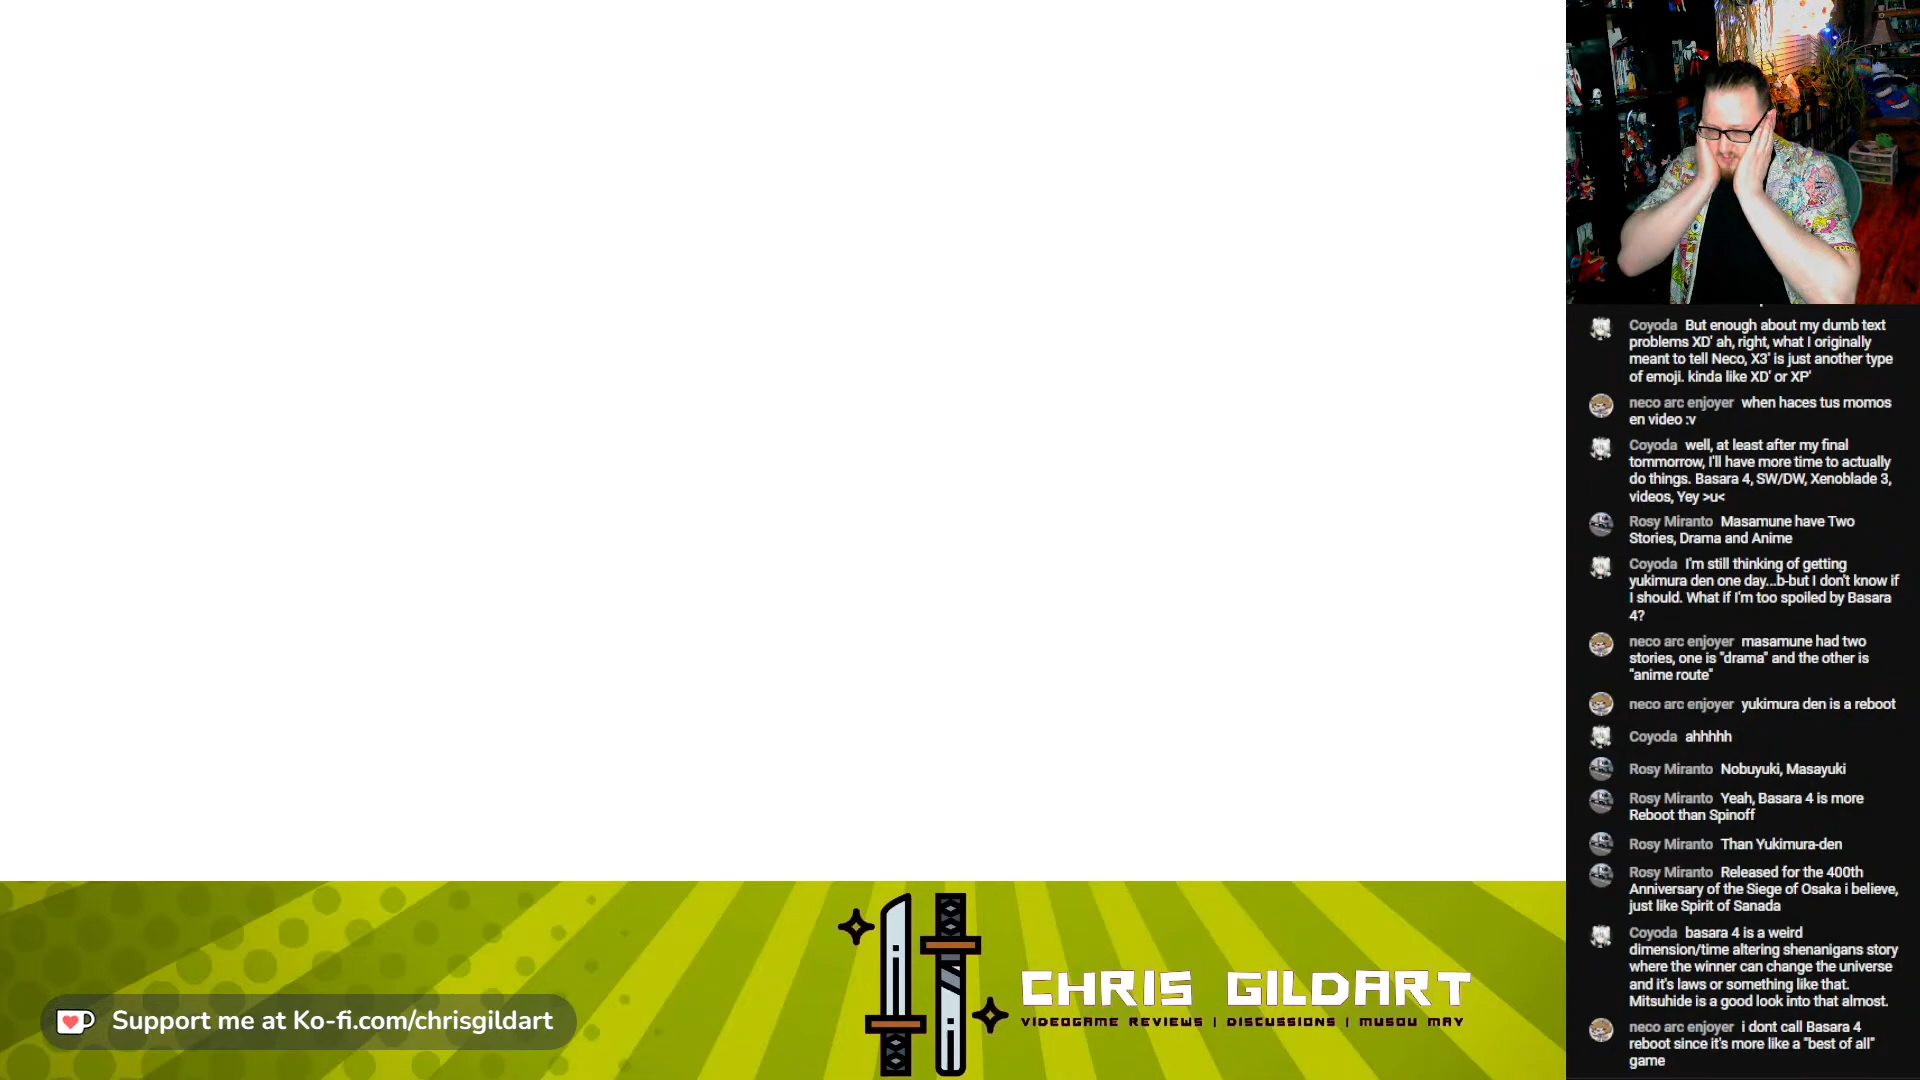 Coyoda But enough about my dumb text
problems XD' ah, right, what I originally
meant to tell Neco, X3' is just another type
of emoji. kinda like XD' or XP'
neco arc enjoyer when haces tus momos
en video :v
Coyoda well, at least after my final
tommorrow, I'll have more time to actually
do things. Basara 4, SW/DW, Xenoblade 3,
videos, Yey >u<
Rosy Miranto Masamune have Two
Stories, Drama and Anime
Coyoda I'm still thinking of getting
yukimura den one day...b-but I don't know if
I should. What if I'm too spoiled by Basara
4?
neco arc enjoyer masamune had two
stories, one is "drama" and the other is
"anime route"
neco arc enjoyer yukimura den is a reboot
Coyoda ahhhhh
Rosy Miranto Nobuyuki, Masayuki
Rosy Miranto Yeah, Basara 4 is more
Reboot than Spinoff
Rosy Miranto Than Yukimura-den
Rosy Miranto Released for the 400th
Anniversary of the Siege of Osaka i believe,
just like Spirit of Sanada
Coyoda basara 4 is a weird
dimension/time altering shenanigans story
where the winner can change the universe
and it's laws or something like that.
Mitsuhide is a good look into that almost.
neco arc enjoyer i dont call Basara 4
reboot since it's more like a "best of all"
game
Support me at Ko-fi.com/chrisgildart
CHRIS GILDART
VIDEOGAME REVIEWS | DISCUSSIONS | MUSOU MAY